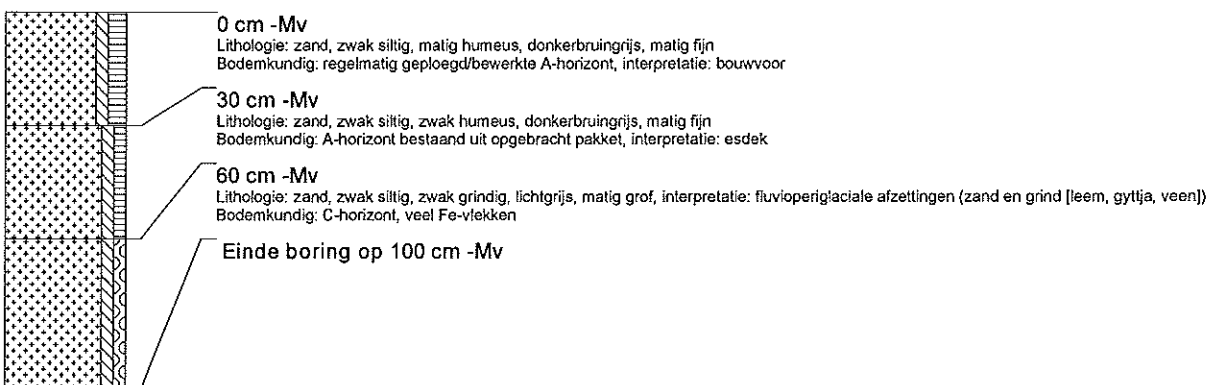 0 cm -Mv
Lithologie: zand, zwak siltig, matig humeus, donkerbruingrijs, matig fijn
Bodemkundig: regelmatig geploegd/bewerkte A-horizont, interpretatie: bouwvoor
30 cm -Mv
Lithologie: zand, zwak siltig, zwak humeus, donkerbruingrijs, matig fijn
Bodemkundig: A-horizont bestaand uit opgebracht pakket, interpretatie: esdek
60 cm -Mv
Lithologie: zand, zwak siltig, zwak grindig, lichtgrijs, matig grof, interpretatie: fluvioperiglaciale afzettingen (zand en grind [leem, gyttja, veen])
Bodemkundig: C-horizont, veel Fe-vlekken
Einde boring op 100 cm -Mv